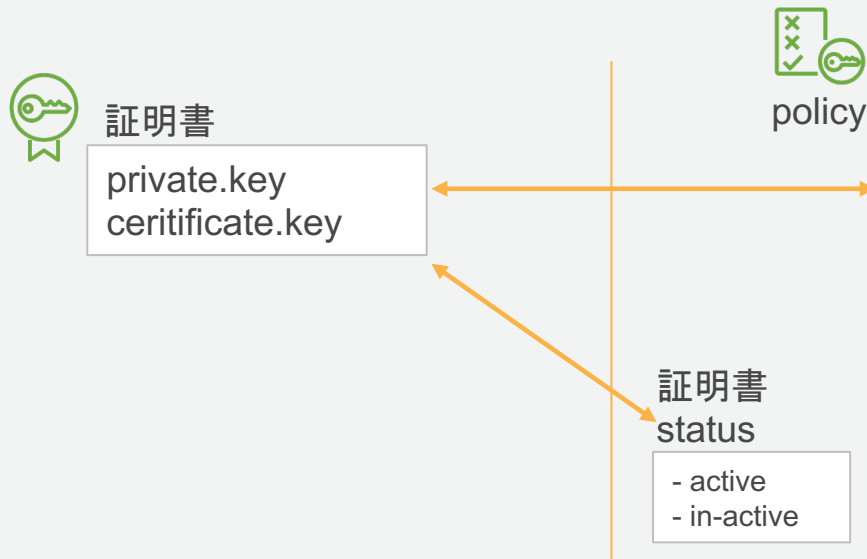 証明書
private.key
ceritificate.key
policy
証明書
status
- active
- in-active